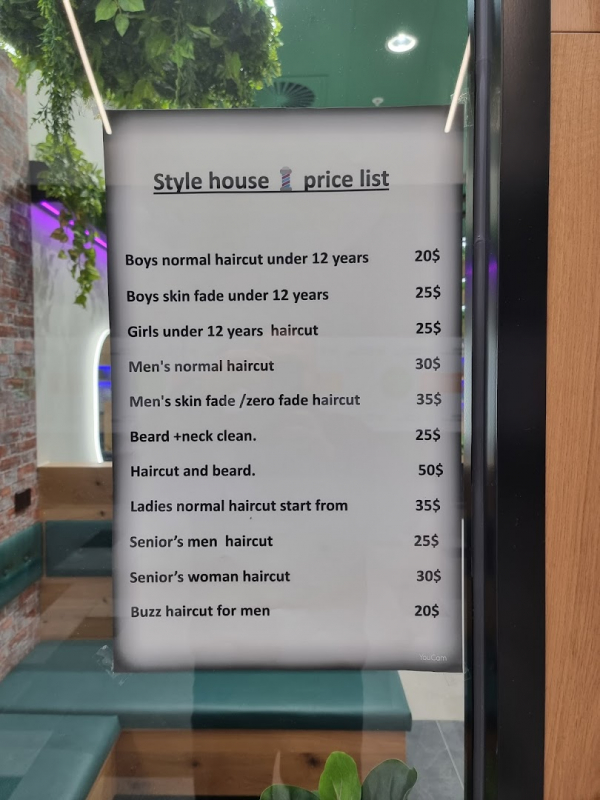 Style house 💈 price list
Boys normal haircut under 12 years 20$
Boys skin fade under 12 years 25$
Girls under 12 years haircut 25$
Men's normal haircut 30$
Men's skin fade /zero fade haircut 35$
Beard +neck clean. 25$
Haircut and beard. 50$
Ladies normal haircut start from 35$
Senior’s men haircut 25$
Senior’s woman haircut 30$
Buzz haircut for men 20$
YouCam